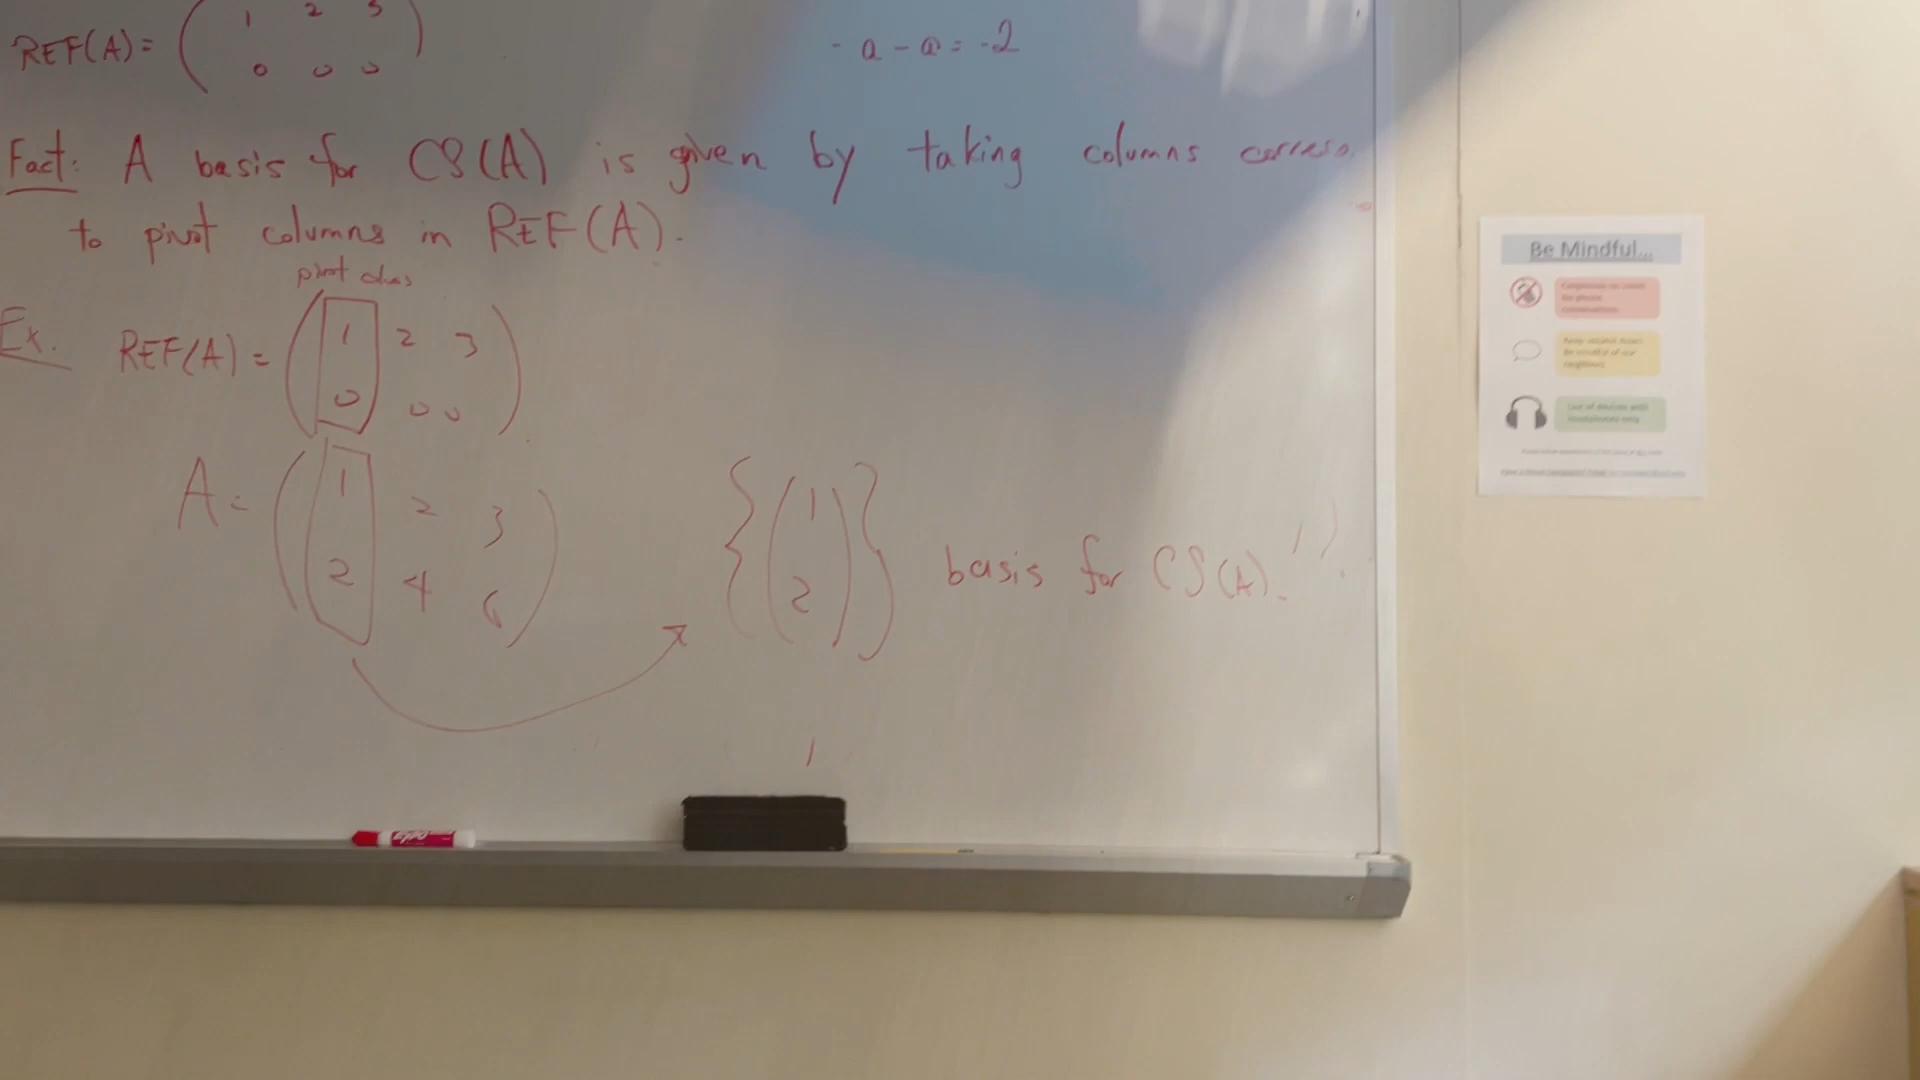 REF(A) = ( 1 2 3
0 0 0 )
- a - a = -2
Fact: A basis for CS(A) is given by taking columns
to pivot columns in REF(A).
pivot
Ex. REF(A) = ( 1 2 3
0 0 0 )
A = ( 1 2 3
2 4 6 )
{ ( 1
2 ) } basis for CS(A).
Be Mindful...